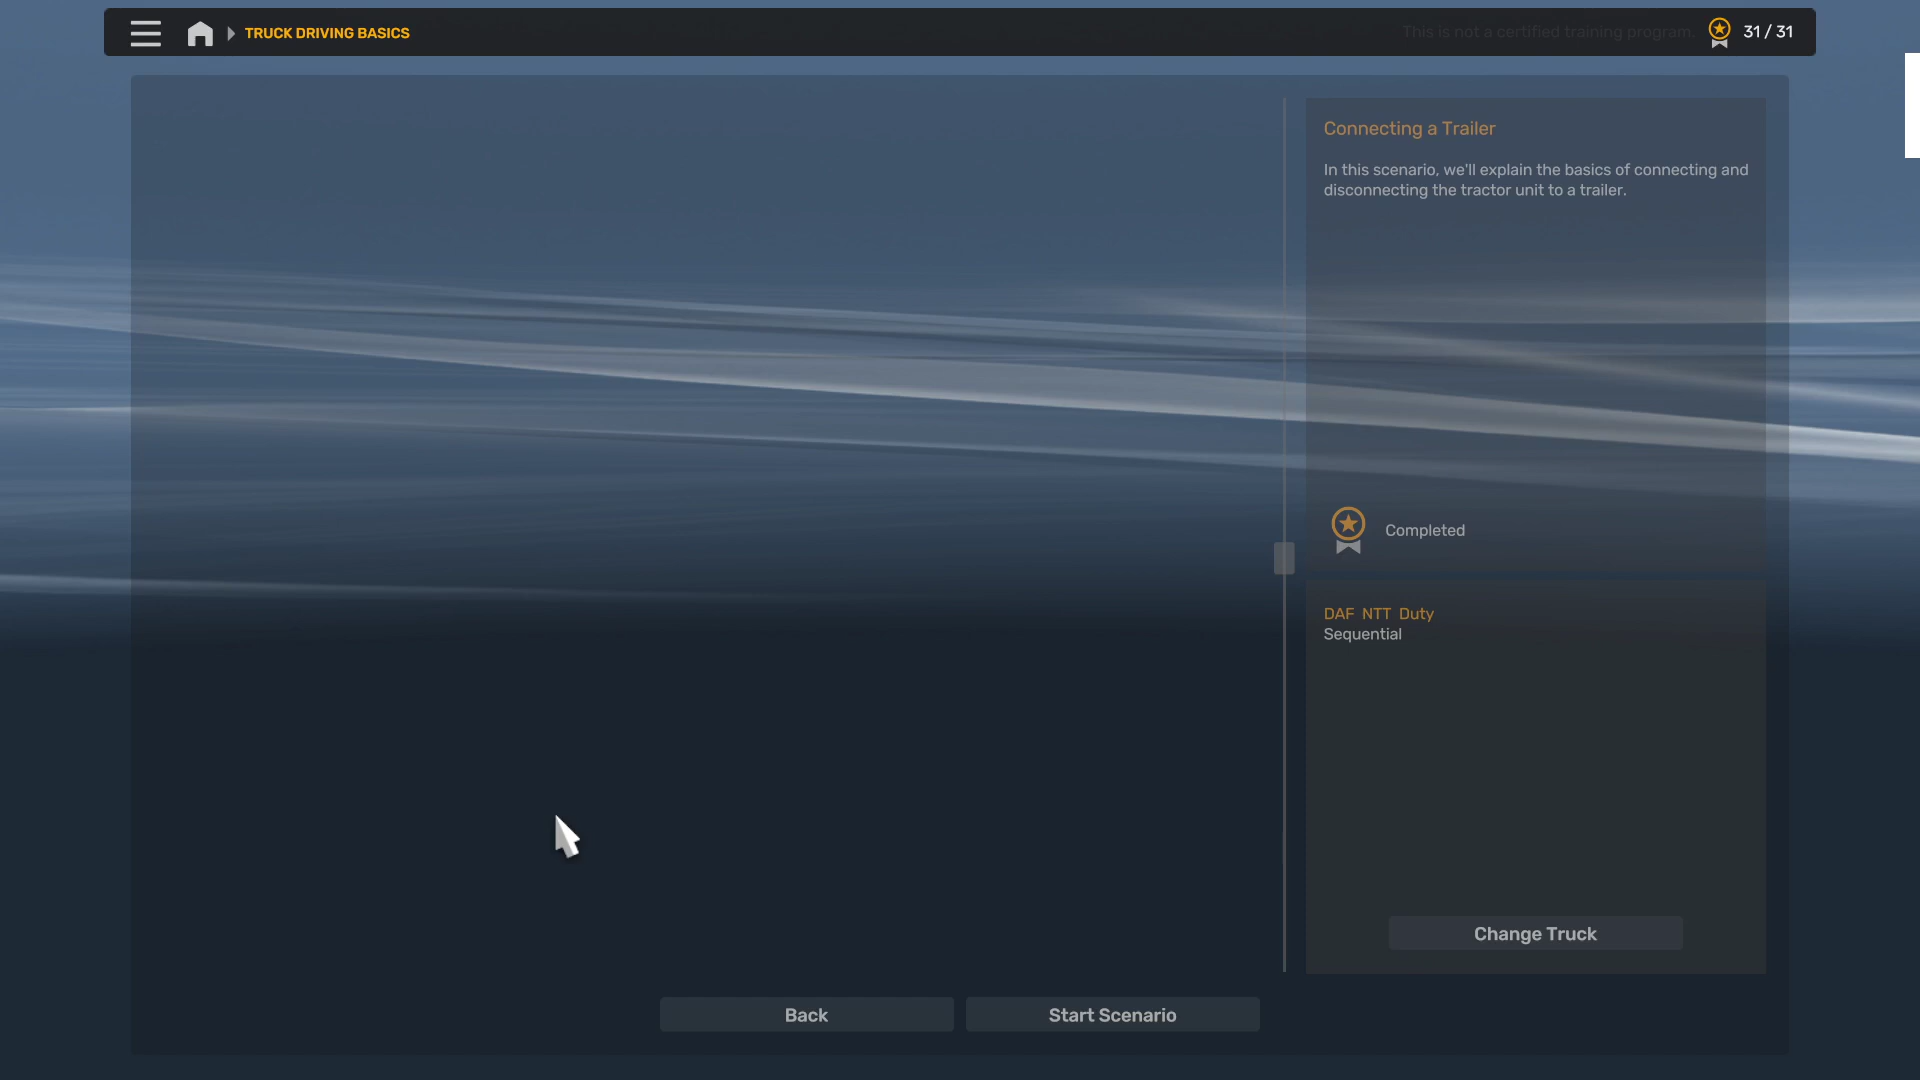 TRUCK DRIVING BASICS
This is not a certified training program.
31 / 31
Connecting a Trailer
In this scenario, we'll explain the basics of connecting and
disconnecting the tractor unit to a trailer.
Completed
DAF NTT Duty
Sequential
Change Truck
Back
Start Scenario